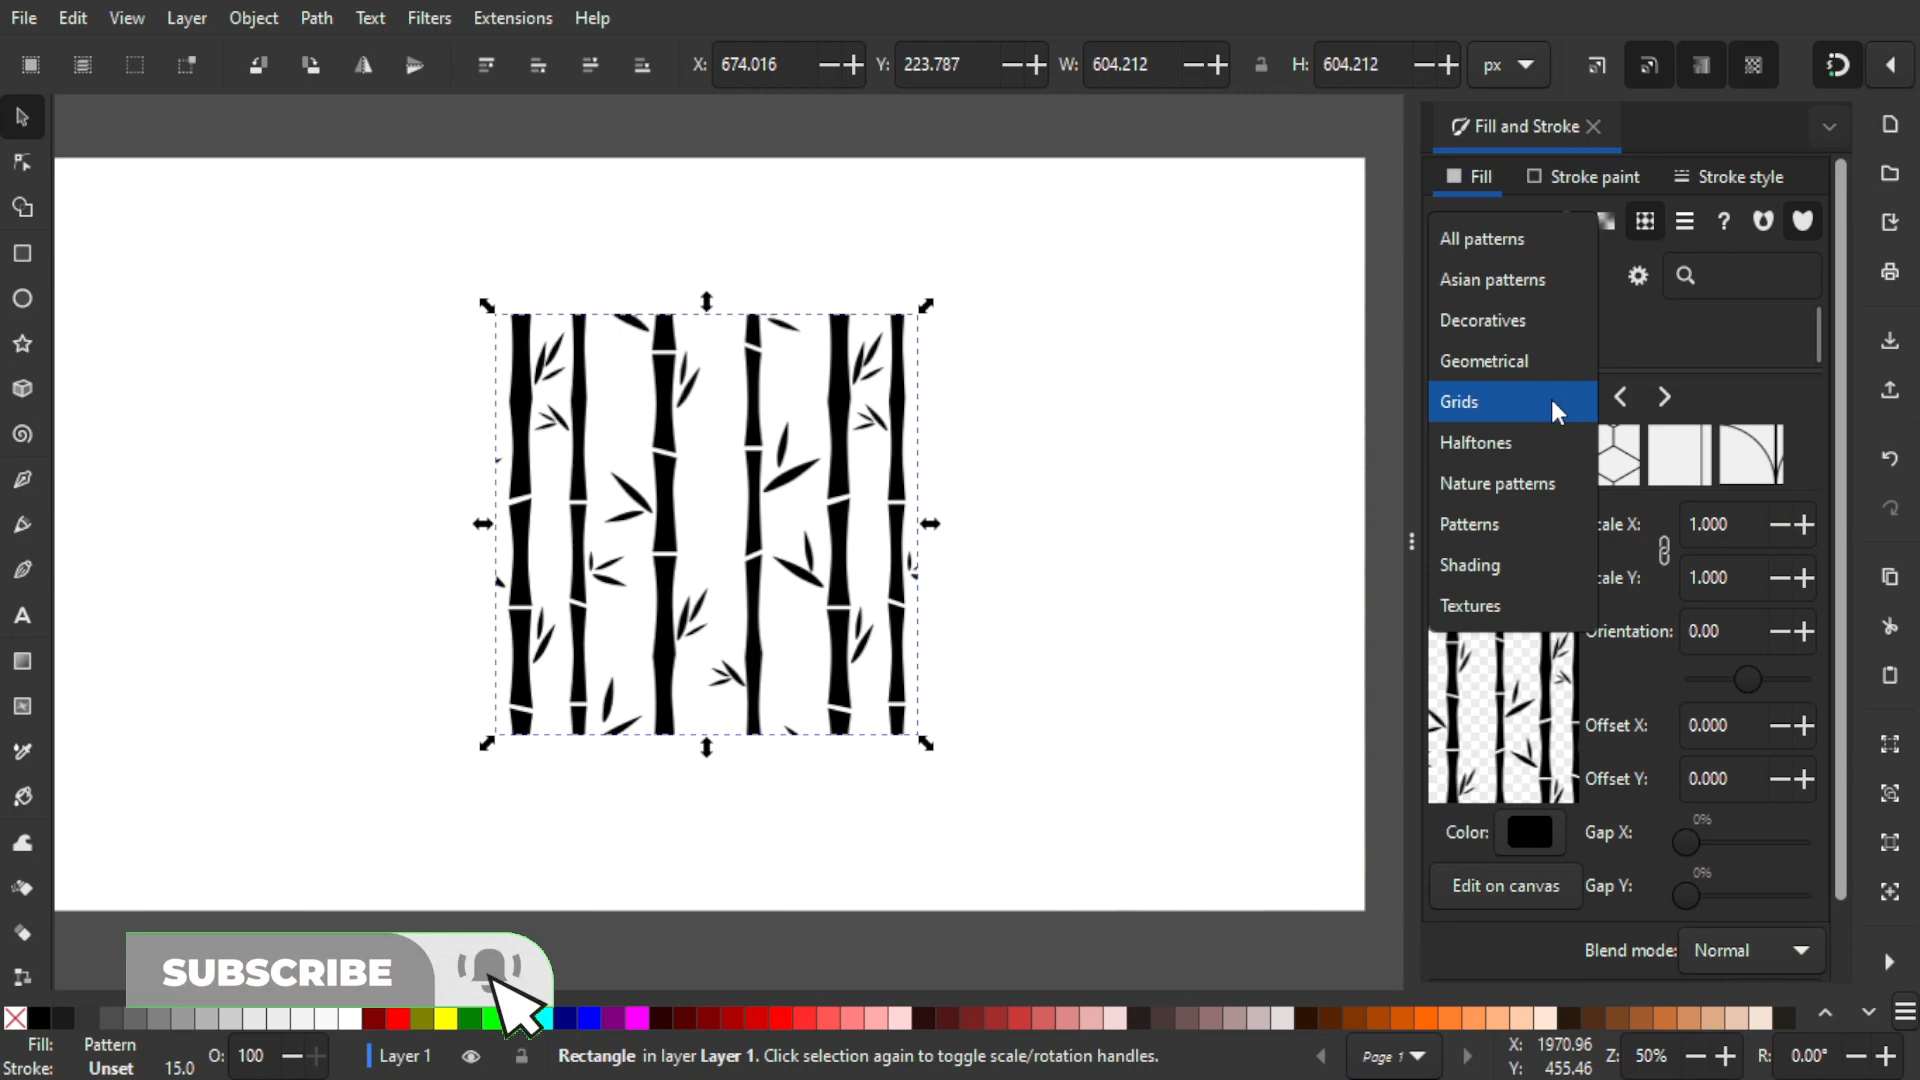 File Edit View Layer Object Path Text Filters Extensions Help
X: 674.016 Y: 223.787 W: 604.212 H: 604.212 px
Fill and Stroke
Fill Stroke paint Stroke style
?
All patterns
Asian patterns
Decoratives
Geometrical
Grids
Halftones
Nature patterns
Patterns
Shading
Textures
cale X: 1.000
cale Y: 1.000
Orientation: 0.00
Offset X: 0.000
Offset Y: 0.000
0%
Color: Gap X:
0%
Edit on canvas Gap Y:
Blend mode: Normal
SUBSCRIBE
Fill: Pattern
Stroke: Unset 15.0
O: 100
Layer 1
Rectangle in layer Layer 1. Click selection again to toggle scale/rotation handles.
Page 1
X: 1970.96
Y: 455.46
Z: 50%
R: 0.00°